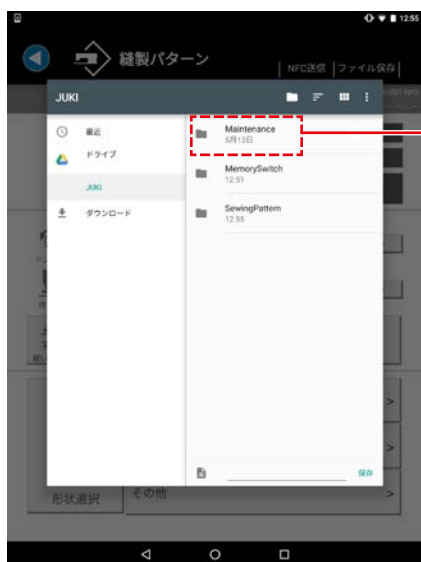 12:55
縫製パターン
NFC送信
ファイル保存
JUKI
最近
ドライブ
JUKI
ダウンロード
Maintenance
5月13日
MemorySwitch
12:51
SewingPattern
12:55
保存
形状選択
その他
>
>
>